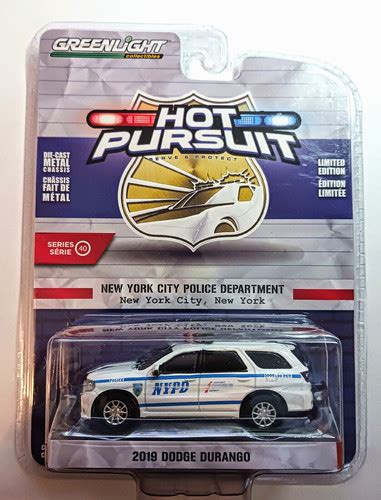 GREENLIGHT
collectibles
HOT
PURSUIT
SERVE & PROTECT
DIE-CAST
METAL
CHASSIS
CHÂSSIS
FAIT DE
MÉTAL
LIMITED
EDITION
ÉDITION
LIMITÉE
SERIES
SÉRIE
40
NEW YORK CITY POLICE DEPARTMENT
New York City, New York
POLICE
NYPD
2019 DODGE DURANGO